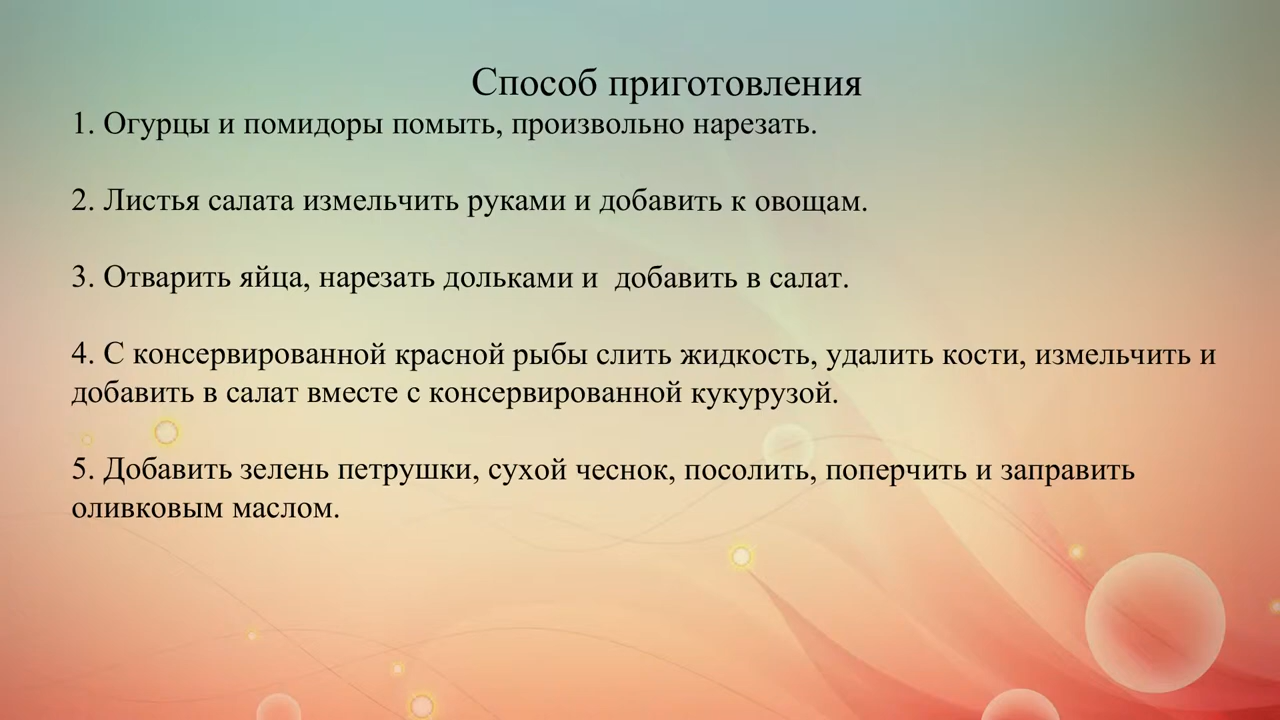 Способ приготовления
1. Огурцы и помидоры помыть, произвольно нарезать.
2. Листья салата измельчить руками и добавить к овощам.
3. Отварить яйца, нарезать дольками и  добавить в салат.
4. С консервированной красной рыбы слить жидкость, удалить кости, измельчить и
добавить в салат вместе с консервированной кукурузой.
5. Добавить зелень петрушки, сухой чеснок, посолить, поперчить и заправить
оливковым маслом.